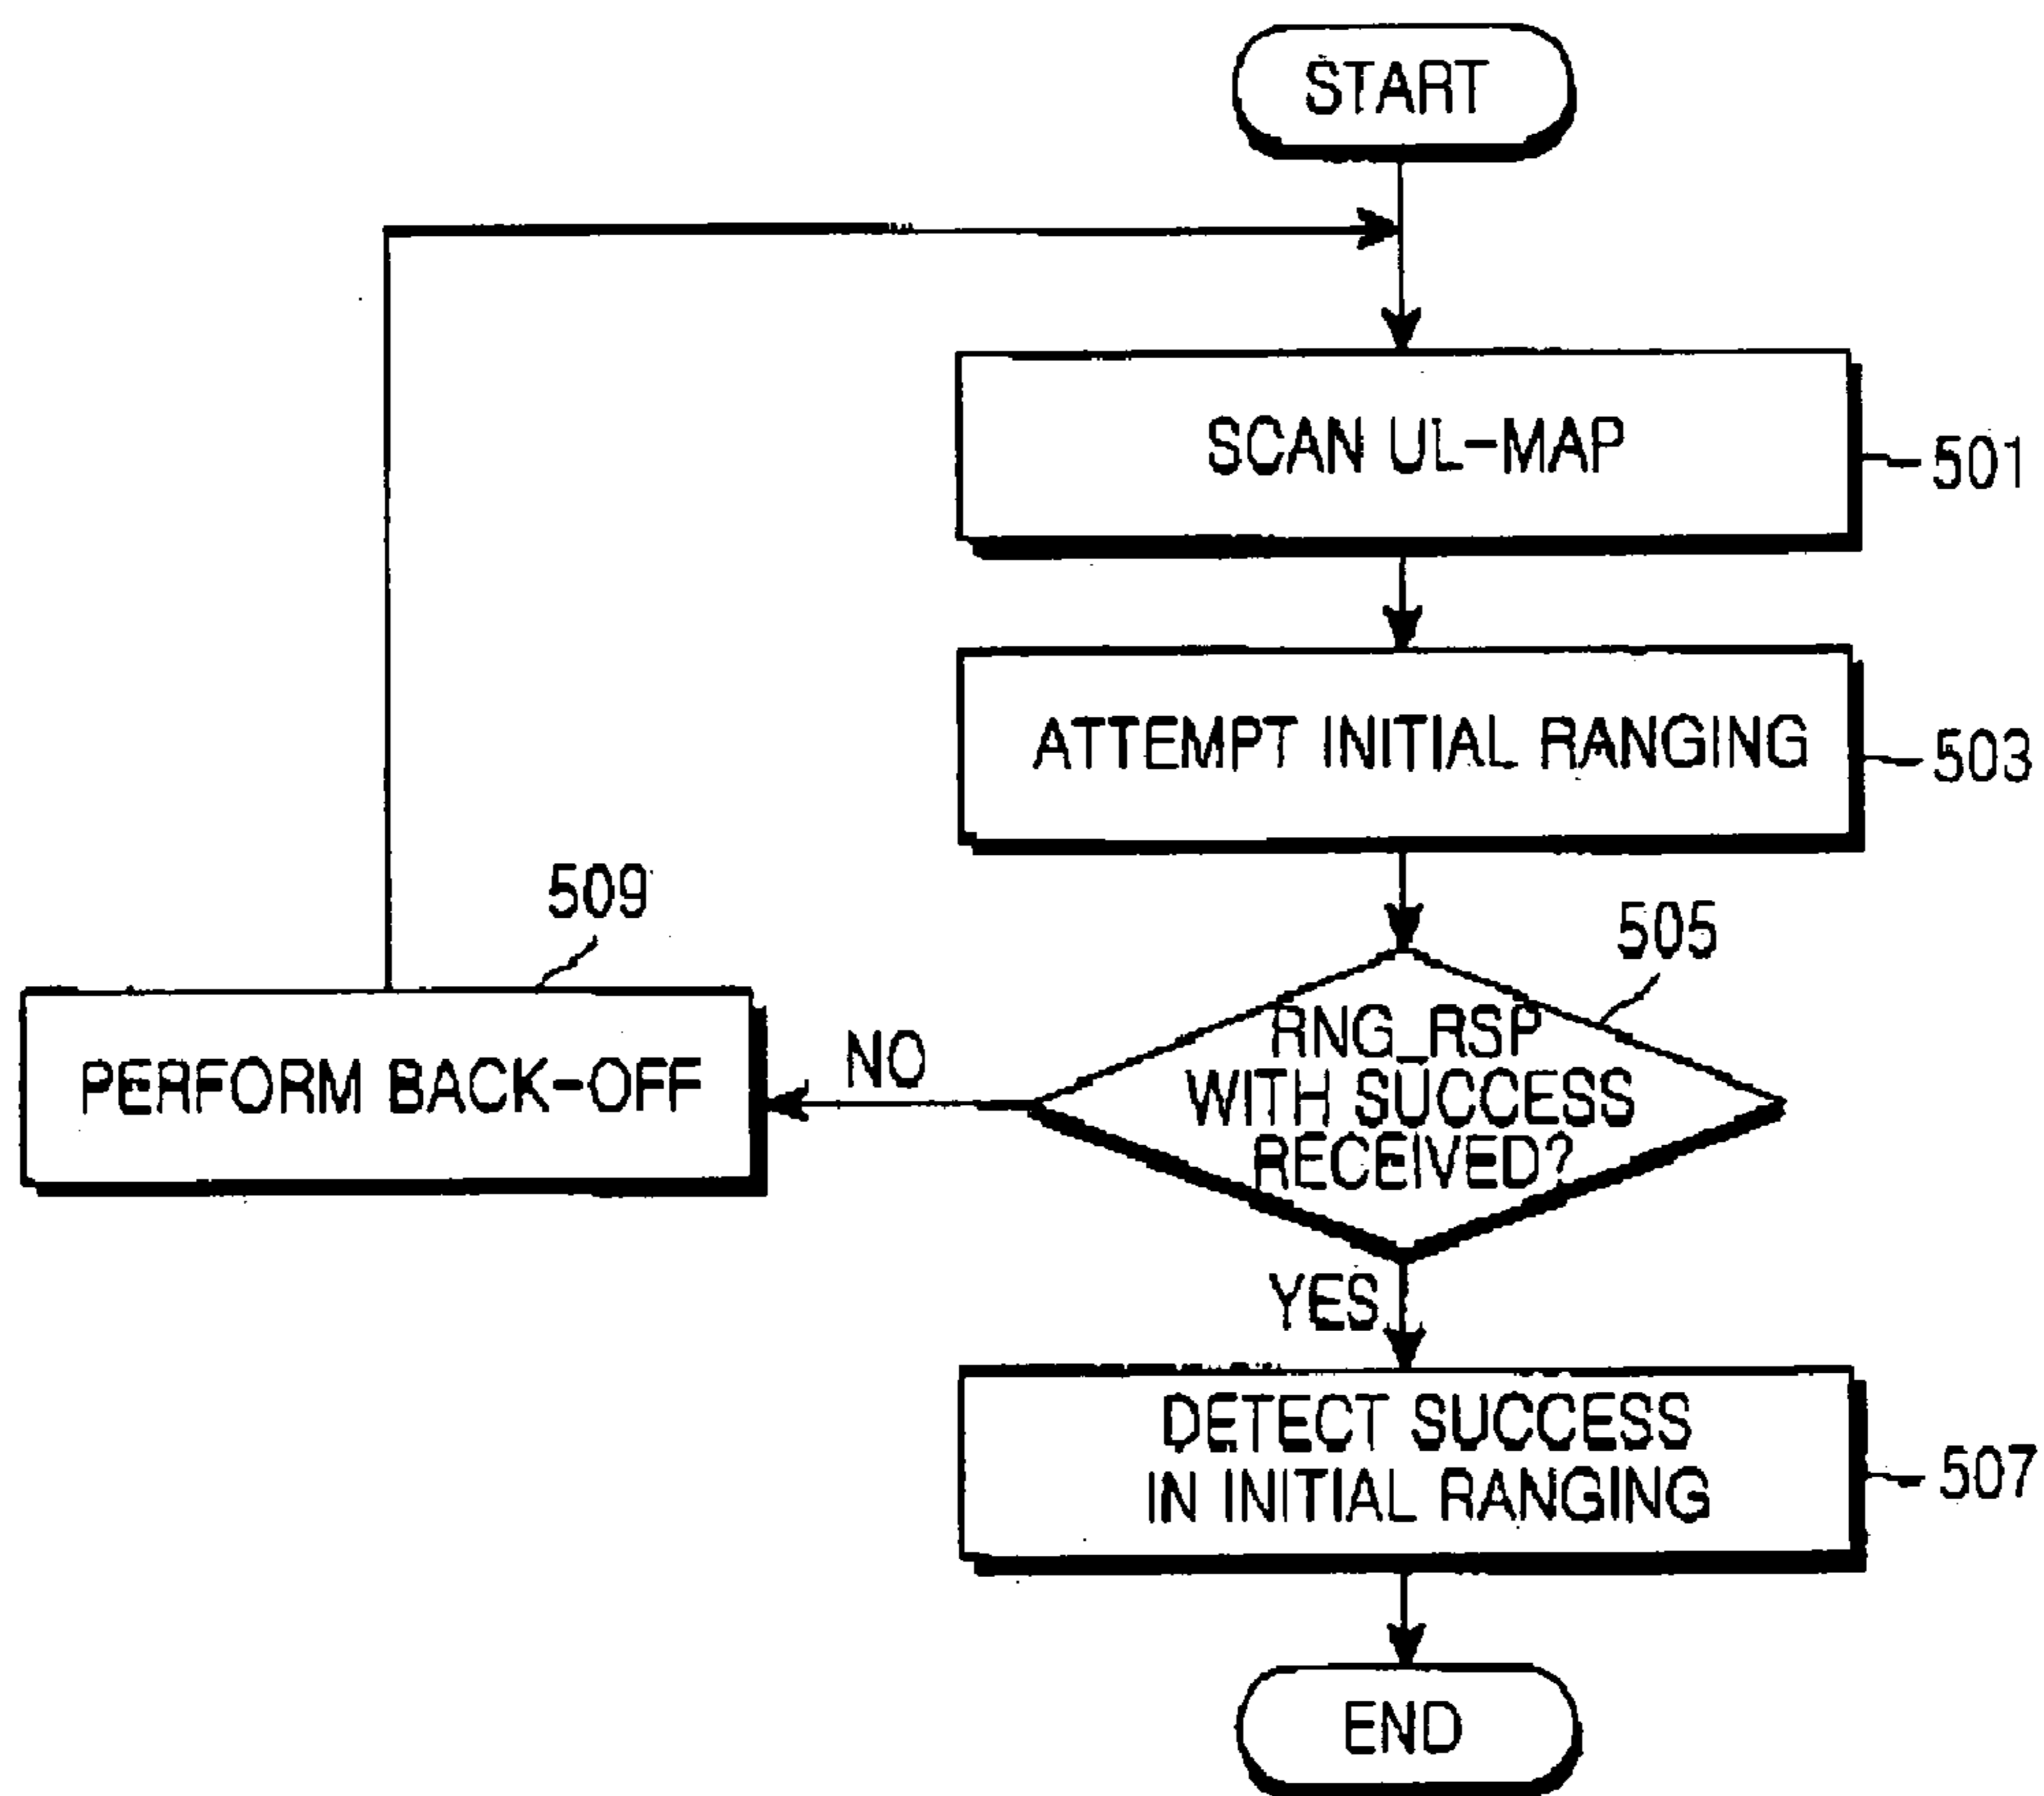 START
SCAN UL-MAP
501
ATTEMPT INITIAL RANGING
503
509
505
PERFORM BACK-OFF
NO
RNG_RSP
WITH SUCCESS
RECEIVED?
YES
DETECT SUCCESS
IN INITIAL RANGING
507
END